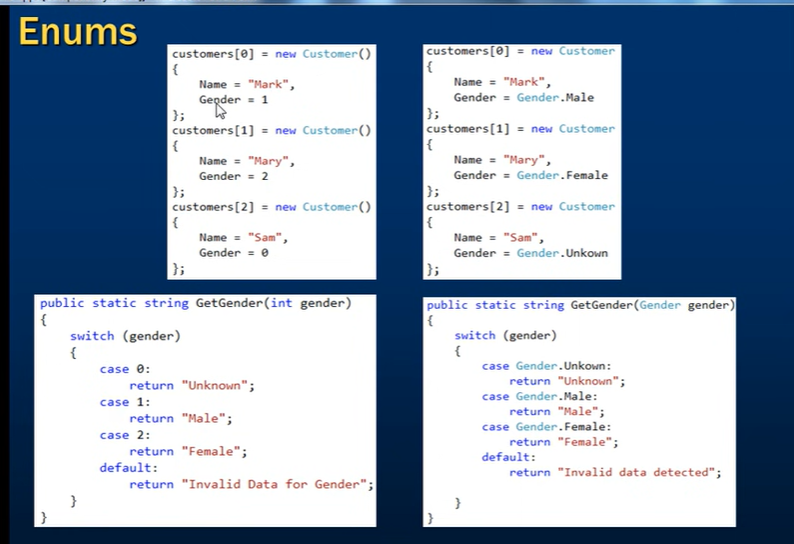 Enums
customers[0] = new Customer()
{
Name = "Mark",
Gender = 1
};
customers[1] = new Customer()
{
Name = "Mary",
Gender = 2
};
customers[2] = new Customer()
{
Name = "Sam",
Gender = 0
};
customers[0] = new Customer
{
Name = "Mark",
Gender = Gender.Male
};
customers[1] = new Customer
{
Name = "Mary",
Gender = Gender.Female
};
customers[2] = new Customer
{
Name = "Sam",
Gender = Gender.Unkown
};
public static string GetGender(int gender)
{
switch (gender)
{
case 0:
return "Unknown";
case 1:
return "Male";
case 2:
return "Female";
default:
return "Invalid Data for Gender";
}
}
public static string GetGender(Gender gender)
{
switch (gender)
{
case Gender.Unkown:
return "Unknown";
case Gender.Male:
return "Male";
case Gender.Female:
return "Female";
default:
return "Invalid data detected";
}
}